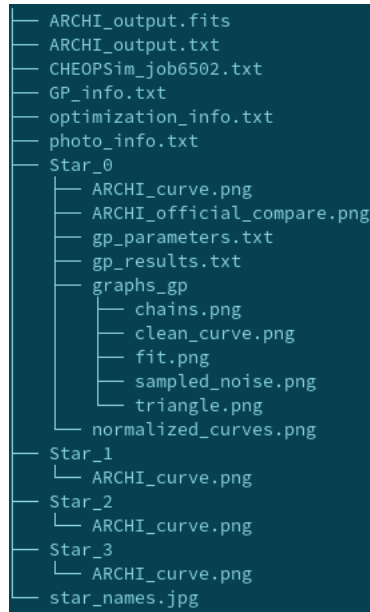 ARCHI_output.fits
ARCHI_output.txt
CHEOPSim_job6502.txt
GP_info.txt
optimization_info.txt
photo_info.txt
Star_0
ARCHI_curve.png
ARCHI_official_compare.png
gp_parameters.txt
gp_results.txt
graphs_gp
chains.png
clean_curve.png
fit.png
sampled_noise.png
triangle.png
normalized_curves.png
Star_1
ARCHI_curve.png
Star_2
ARCHI_curve.png
Star_3
ARCHI_curve.png
star_names.jpg